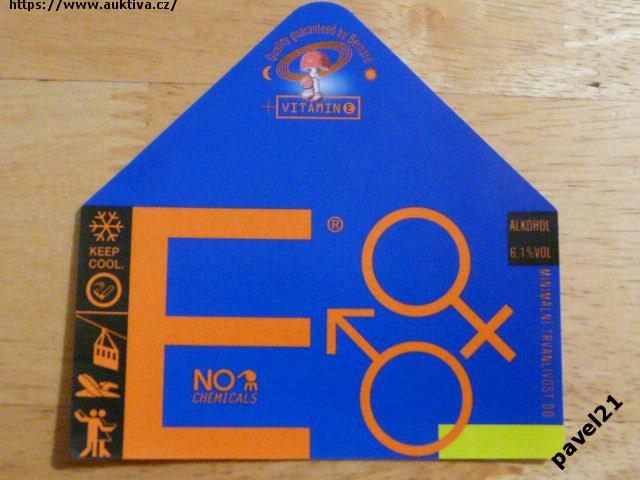 https://www.auktiva.cz/
Quality guaranteed by Bernard
+VITAMIN E
KEEP
COOL.
E®
ALKOHOL
6,1%VOL
MINIMÁLNÍ TRVANLIVOST DO
NO
CHEMICALS
pavel21